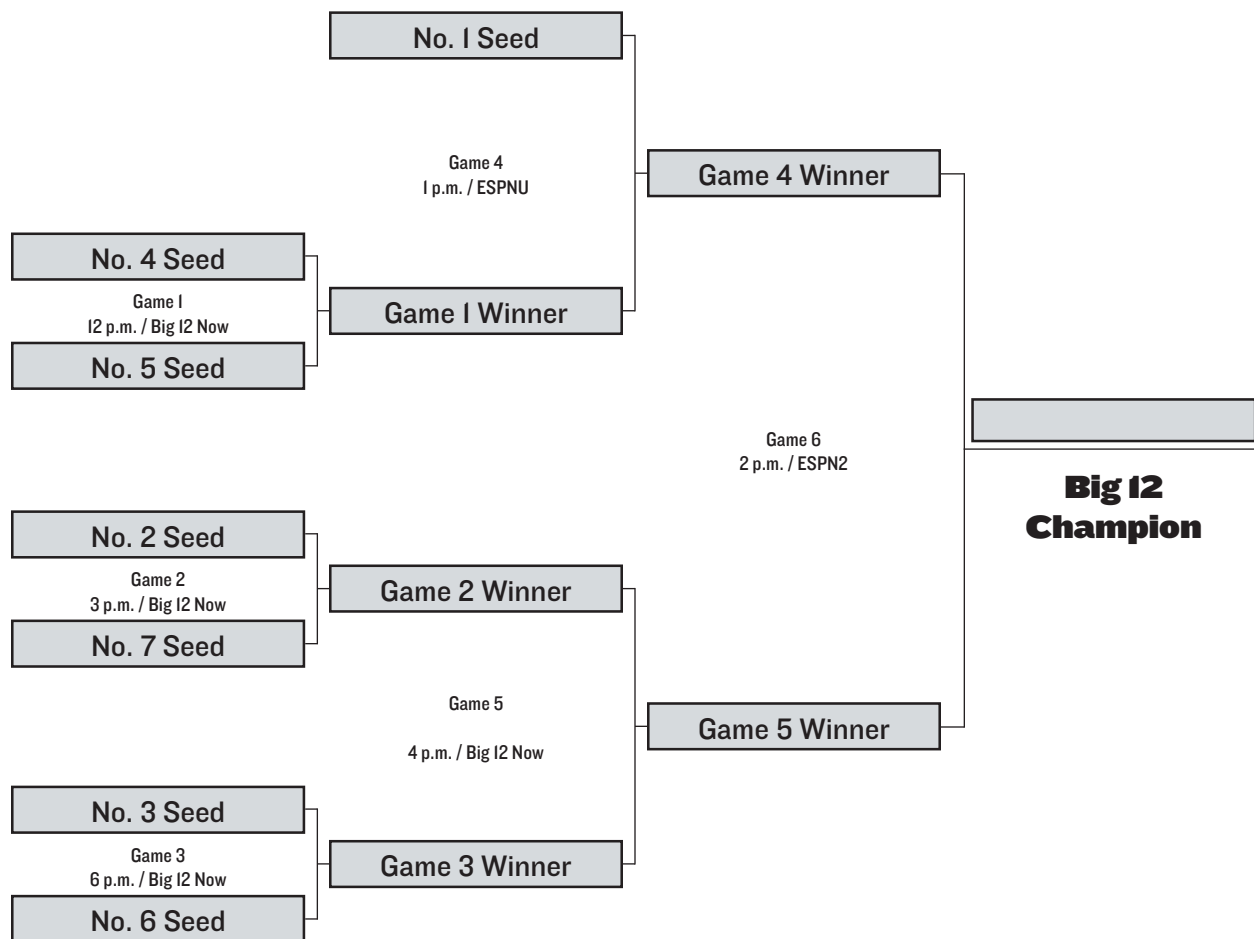 No. 1 Seed
Game 4
1 p.m. / ESPNU
Game 4 Winner
No. 4 Seed
Game 1
12 p.m. / Big 12 Now
No. 5 Seed
Game 1 Winner
Game 6
2 p.m. / ESPN2
Big 12
Champion
No. 2 Seed
Game 2
3 p.m. / Big 12 Now
No. 7 Seed
Game 2 Winner
Game 5
4 p.m. / Big 12 Now
Game 5 Winner
No. 3 Seed
Game 3
6 p.m. / Big 12 Now
No. 6 Seed
Game 3 Winner